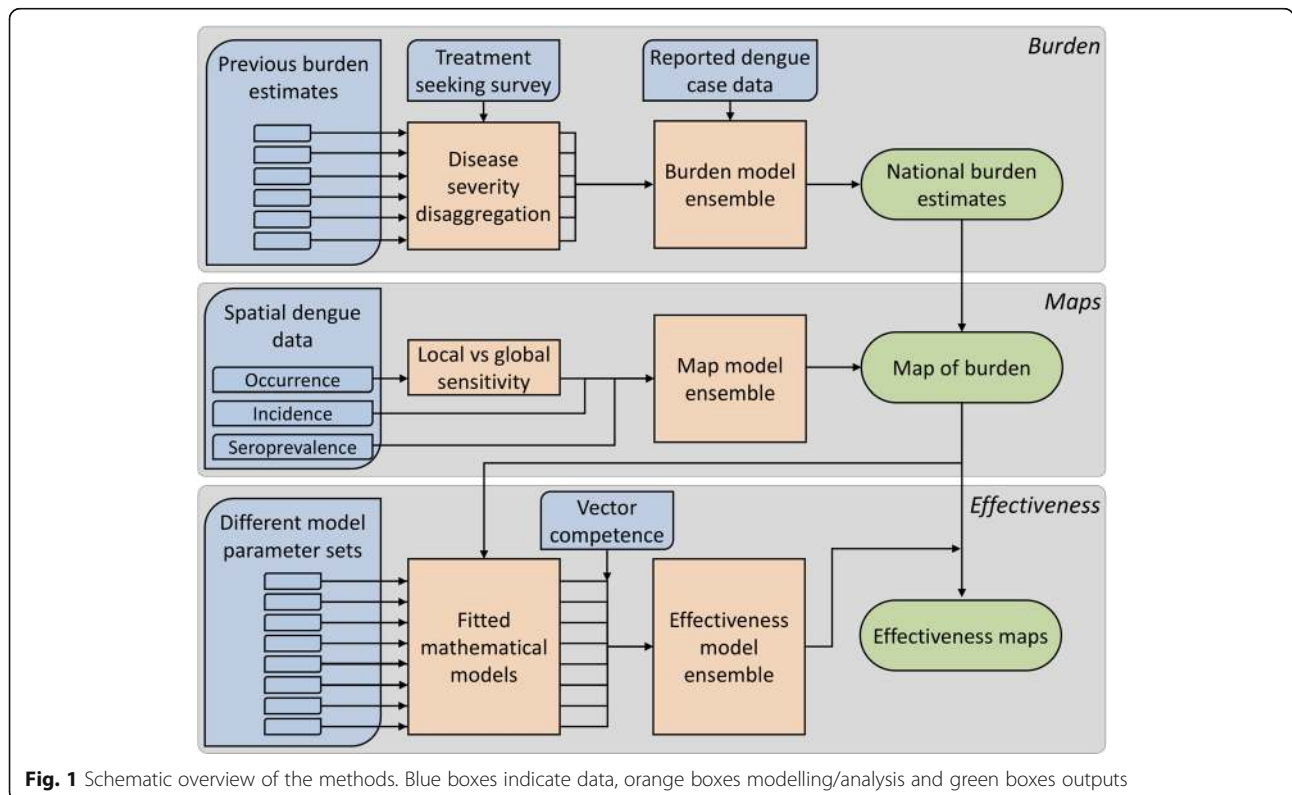 Burden
Previous burden
estimates
Treatment
seeking survey
Reported dengue
case data
Disease
severity
disaggregation
Burden model
ensemble
National burden
estimates
Maps
Spatial dengue
data
Occurrence
Incidence
Seroprevalence
Local vs global
sensitivity
Map model
ensemble
Map of burden
Effectiveness
Different model
parameter sets
Vector
competence
Fitted
mathematical
models
Effectiveness
model
ensemble
Effectiveness maps
Fig. 1 Schematic overview of the methods. Blue boxes indicate data, orange boxes modelling/analysis and green boxes outputs